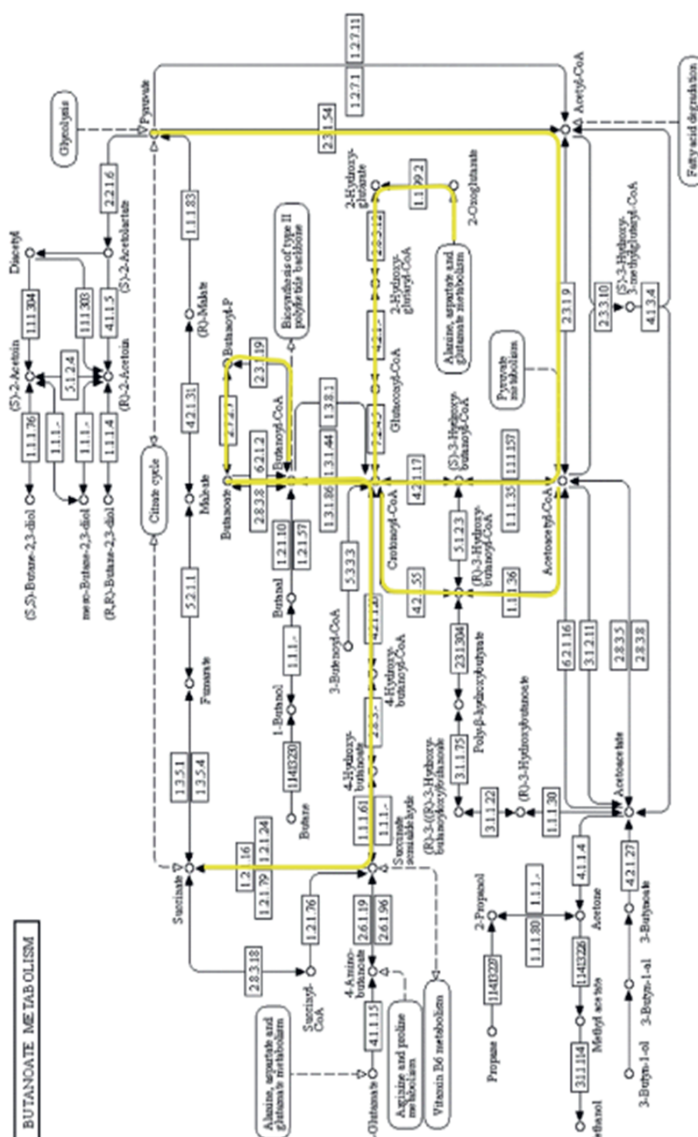 BUTANOATE METABOLISM
(S,S)-Butane-2,3-diol
1.1.1.76
(S)-2-Acetoin
1.1.1.304
Diacetyl
1.1.1.-
5.1.2.4
1.1.1.303
meso-Butane-2,3-diol
1.1.1.-
(R,R)-Butane-2,3-diol
1.1.1.4
(R)-2-Acetoin
4.1.1.5
(S)-2-Acetolactate
2.2.1.6
Glycolysis
Citrate cycle
Pyruvate
Succinate
1.3.5.1
1.3.5.4
Fumarate
5.2.1.1
Maleate
4.2.1.31
(R)-Malate
1.1.1.83
2.8.3.18
1.2.1.79
1.2.1.24
Butanoate
2.7.2.7
Butanoyl-P
2.3.1.19
6.2.1.2
2.8.3.8
Butanoyl-CoA
Biosynthesis of type II
polyketide backbone
Alanine, aspartate and
glutamate metabolism
Succinyl-
CoA
1.2.1.76
Butane
1.14.13.230
1-Butanol
1.1.1.-
Butanal
1.2.1.10
1.2.1.57
1.3.1.86
1.3.1.44
1.3.8.1
2.3.1.54
1.2.7.1
1.2.7.11
3-Butenoyl-CoA
5.3.3.3
-Glutamate
4.1.1.15
4-Amino-
butanoate
2.6.1.19
2.6.1.96
Succinate
semialdehyde
1.1.1.61
1.1.1.-
4-Hydroxy-
butanoate
4-Hydroxy-
butanoyl-CoA
Crotonoyl-CoA
Glutaconyl-CoA
2-Hydroxy-
glutaryl-CoA
2-Hydroxy-
glutarate
2-Oxoglutarate
Arginine and proline
metabolism
Vitamin B6 metabolism
(R)-3-((R)-3-Hydroxy-
butanoyloxy)butanoate
3.1.1.75
Poly-β-hydroxybutyrate
2.3.1.304
(R)-3-Hydroxy-
butanoyl-CoA
5.1.2.3
(S)-3-Hydroxy-
butanoyl-CoA
4.2.1.17
Alanine, aspartate and
glutamate metabolism
3.1.1.22
(R)-3-Hydroxybutanoate
1.1.1.30
1.1.1.36
1.1.1.35
1.1.1.157
Pyruvate
metabolism
Propane
1.14.13.227
2-Propanol
1.1.1.80
1.1.1.-
Acetoacetyl-CoA
2.3.1.9
Acetyl-CoA
6.2.1.16
3.1.2.11
2.3.3.10
-ethanol
3.1.1.114
Methyl acetate
1.14.13.226
Acetone
4.1.1.4
Acetoacetate
2.8.3.5
2.8.3.8
(S)-3-Hydroxy-
3-methylglutaryl-CoA
4.1.3.4
3-Butyn-1-ol
3-Butyn-1-al
3-Butynoate
4.2.1.27
Fatty acid degradation